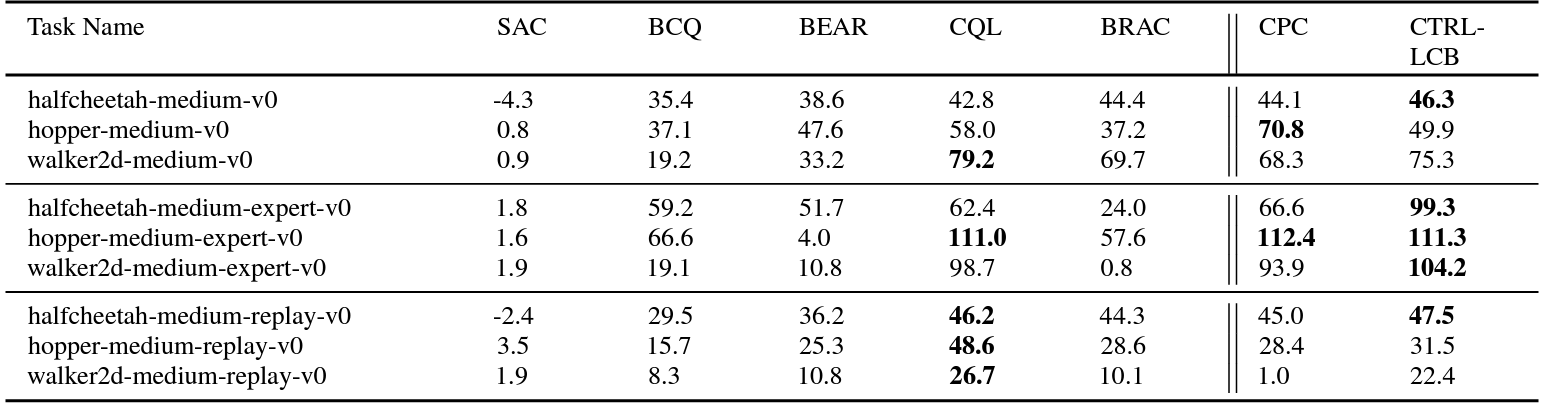 Task Name SAC BCQ BEAR CQL BRAC CPC CTRL-
LCB
halfcheetah-medium-v0 -4.3 35.4 38.6 42.8 44.4 44.1 46.3
hopper-medium-v0 0.8 37.1 47.6 58.0 37.2 70.8 49.9
walker2d-medium-v0 0.9 19.2 33.2 79.2 69.7 68.3 75.3
halfcheetah-medium-expert-v0 1.8 59.2 51.7 62.4 24.0 66.6 99.3
hopper-medium-expert-v0 1.6 66.6 4.0 111.0 57.6 112.4 111.3
walker2d-medium-expert-v0 1.9 19.1 10.8 98.7 0.8 93.9 104.2
halfcheetah-medium-replay-v0 -2.4 29.5 36.2 46.2 44.3 45.0 47.5
hopper-medium-replay-v0 3.5 15.7 25.3 48.6 28.6 28.4 31.5
walker2d-medium-replay-v0 1.9 8.3 10.8 26.7 10.1 1.0 22.4